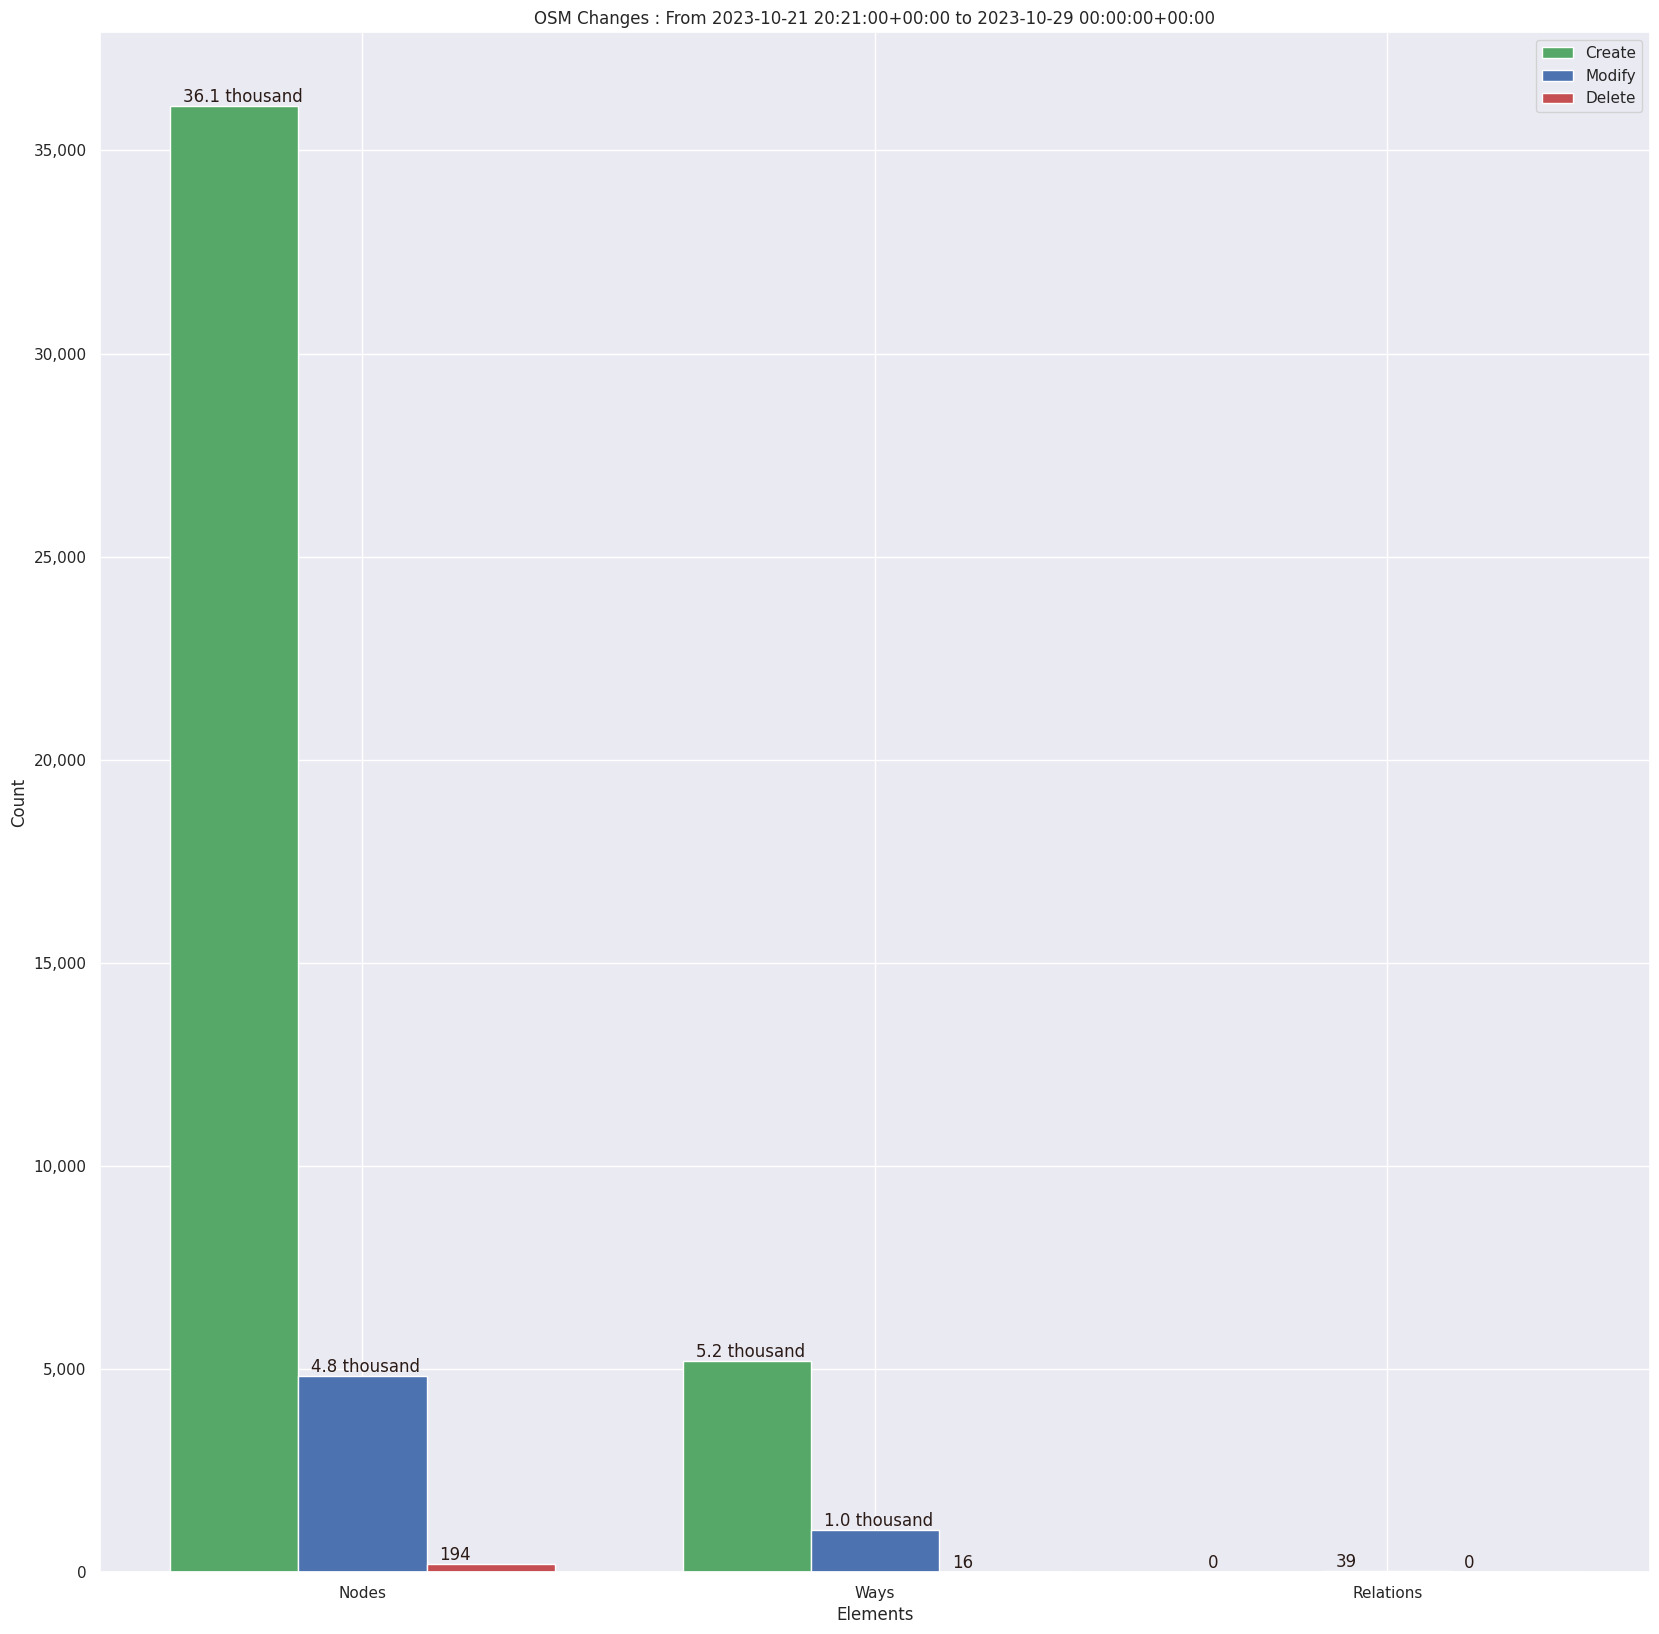 OSM Changes : From 2023-10-21 20:21:00+00:00 to 2023-10-29 00:00:00+00:00
Create
Modify
Delete
36.1 thousand
4.8 thousand
194
5.2 thousand
1.0 thousand
16
0
39
0
35,000
30,000
25,000
20,000
15,000
10,000
5,000
0
Count
Nodes
Ways
Relations
Elements